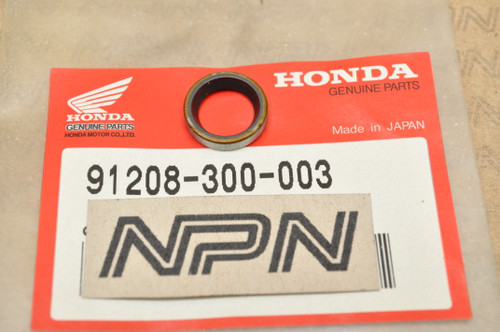 HONDA
GENUINE PARTS
Made in JAPAN
HONDA
GENUINE PARTS
HONDA MOTOR CO.,LTD.
91208-300-003
NPN